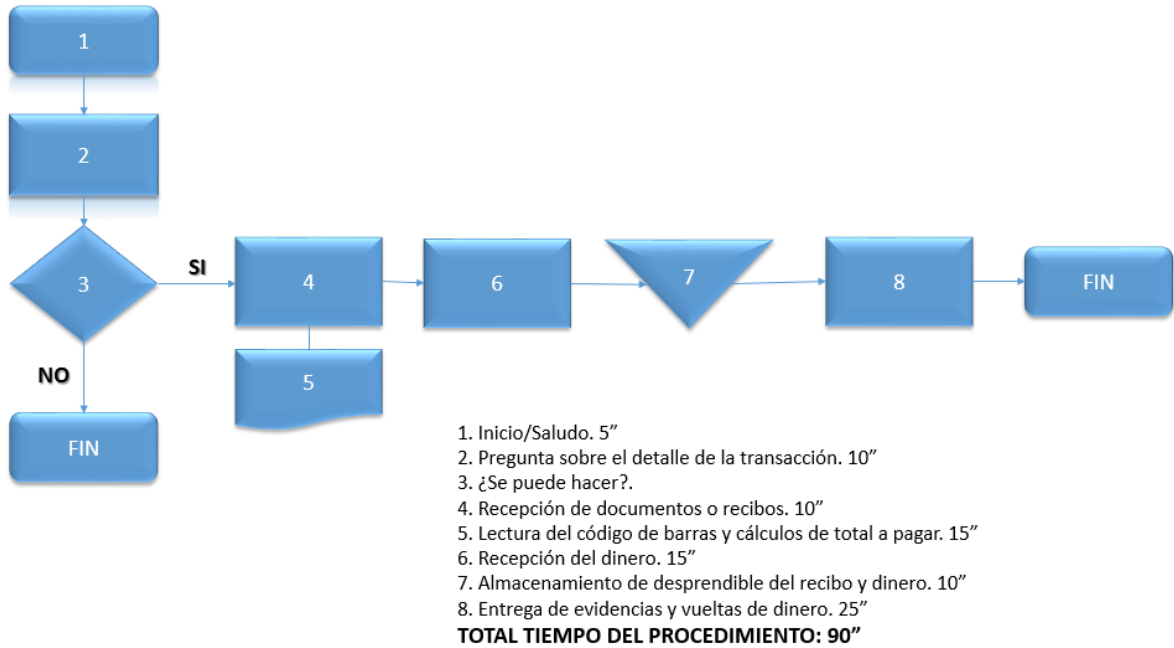 1
2
3
SI
4
6
7
8
FIN
NO
5
FIN
1. Inicio/Saludo. 5”
2. Pregunta sobre el detalle de la transacción. 10”
3. ¿Se puede hacer?.
4. Recepción de documentos o recibos. 10”
5. Lectura del código de barras y cálculos de total a pagar. 15”
6. Recepción del dinero. 15”
7. Almacenamiento de desprendible del recibo y dinero. 10”
8. Entrega de evidencias y vueltas de dinero. 25”
TOTAL TIEMPO DEL PROCEDIMIENTO: 90”